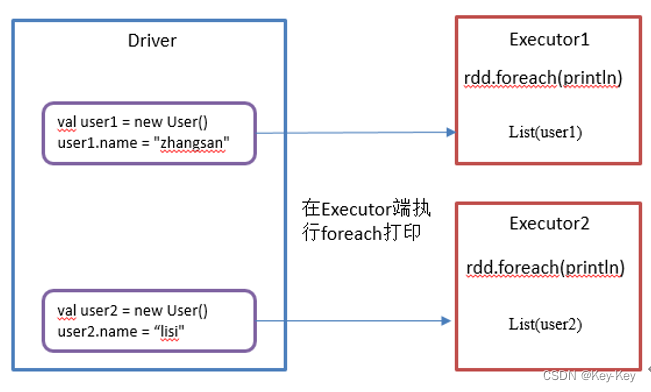 Driver
val user1 = new User()
user1.name = "zhangsan"
val user2 = new User()
user2.name = “lisi"
在Executor端执
行foreach打印
Executor1
rdd.foreach(println)
List(user1)
Executor2
rdd.foreach(println)
List(user2)
CSDN @Key-Key